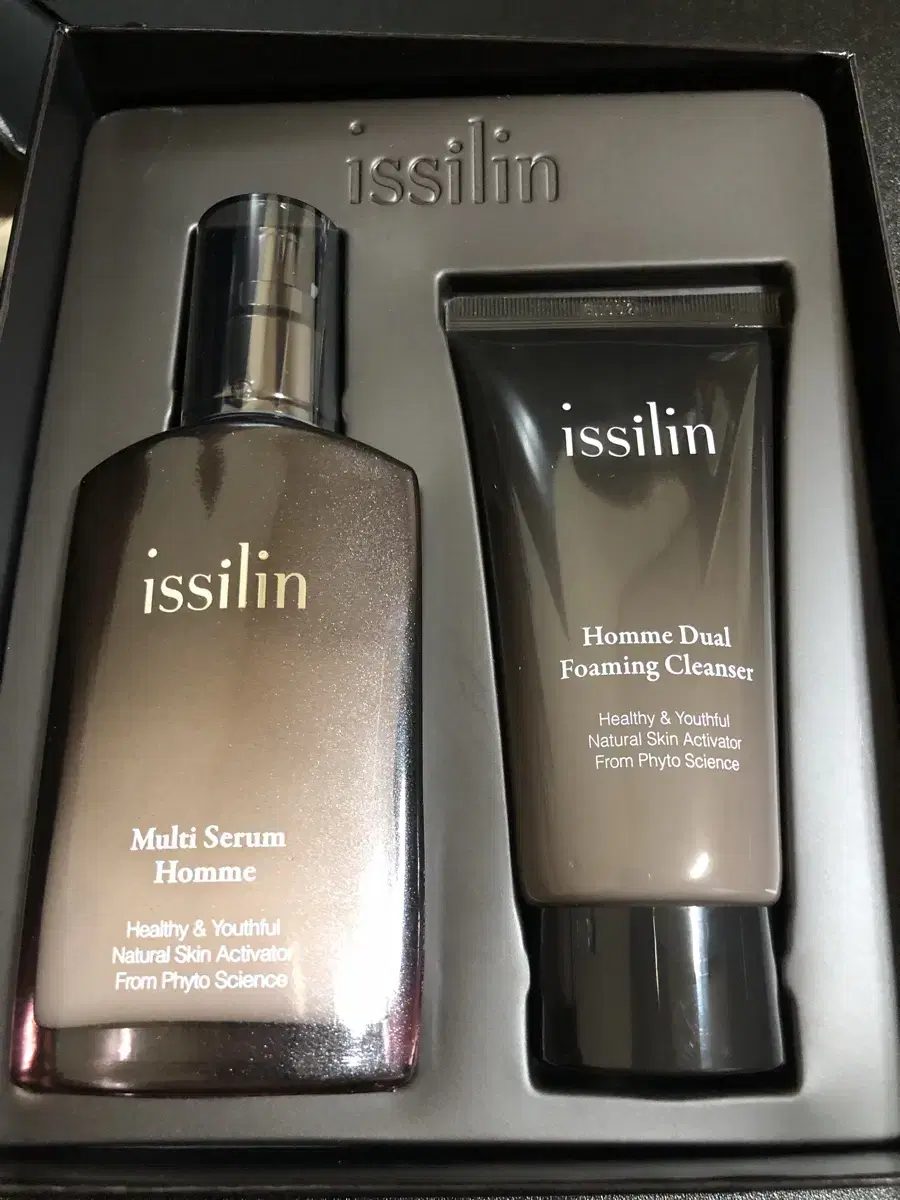 issilin
issilin
Multi Serum
Homme
Healthy & Youthful
Natural Skin Activator
From Phyto Science
issilin
Homme Dual
Foaming Cleanser
Healthy & Youthful
Natural Skin Activator
From Phyto Science